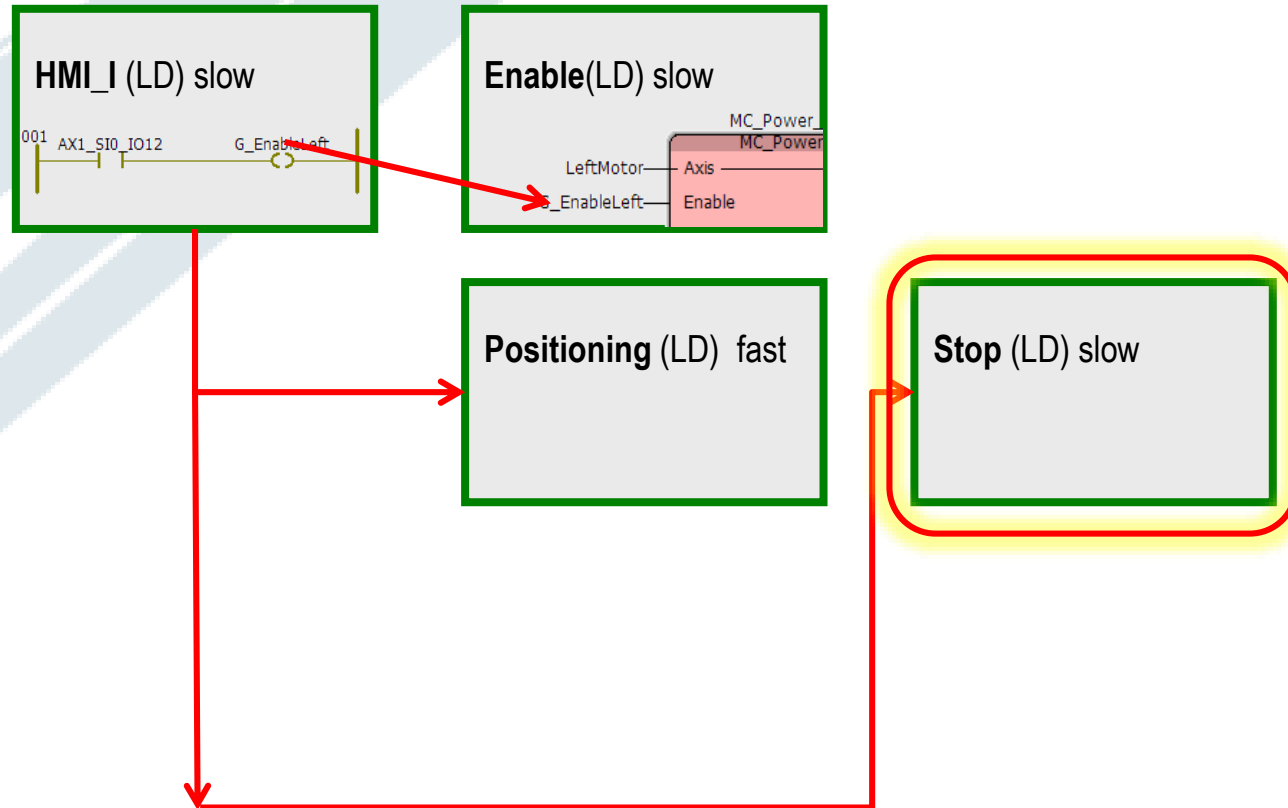 HMI_I (LD) slow
001 AX1_SI0_IO12 G_EnableLeft
Enable(LD) slow
MC_Power_
MC_Power
LeftMotor Axis
G_EnableLeft Enable
Positioning (LD) fast
Stop (LD) slow